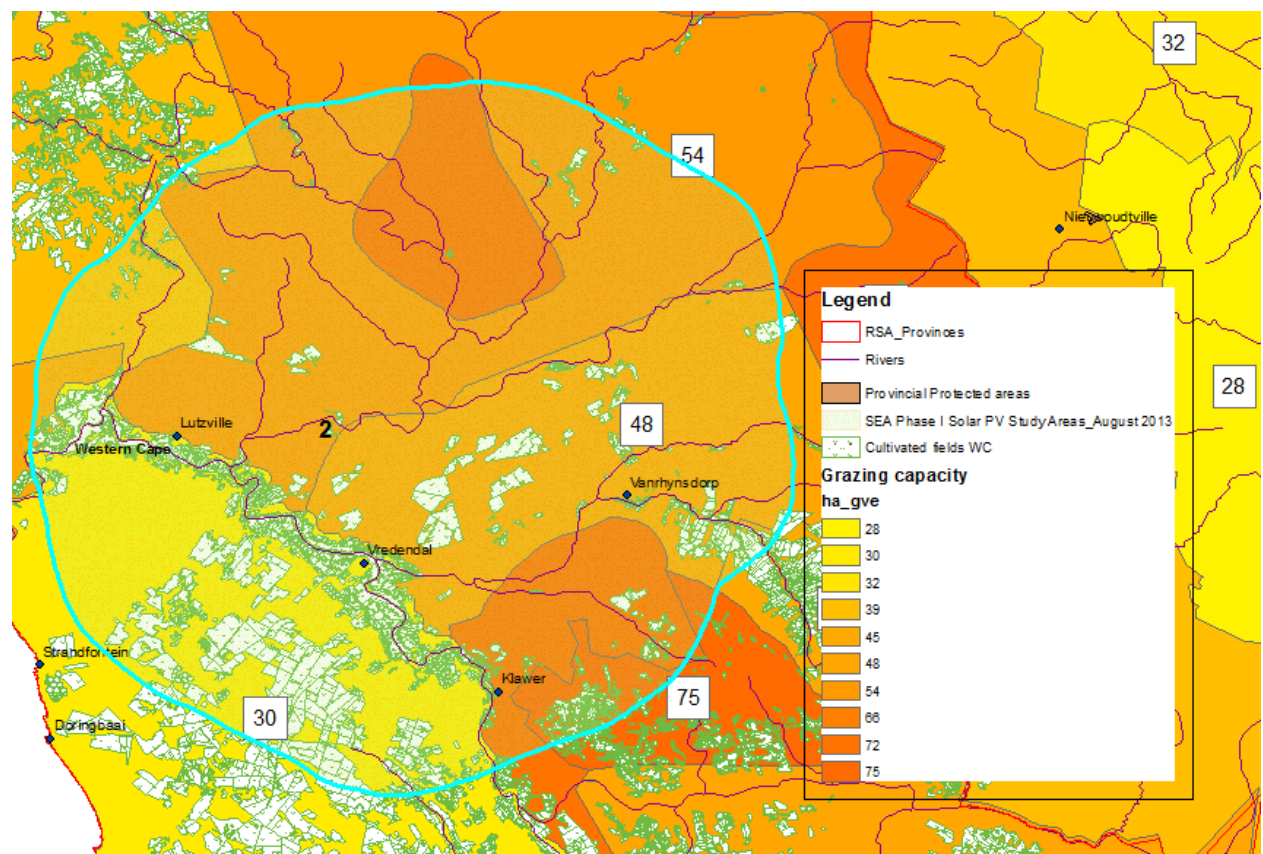 32
54
Nieuwoudtville
Legend
RSA_Provinces
Rivers
Provincial Protected areas
SEA Phase I Solar PV Study Areas_August 2013
Cultivated fields WC
Grazing capacity
ha_gve
28
30
32
39
45
48
54
66
72
75
28
Lutzville
2
48
Western Cape
Vanrhynsdorp
Vredendal
Strandfontein
Klawer
75
30
Doringbaai